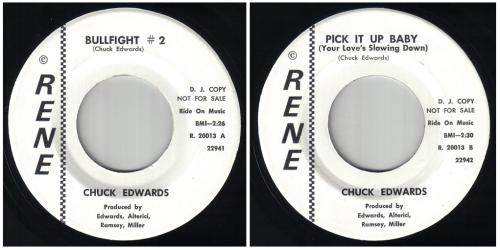 BULLFIGHT # 2
(Chuck Edwards)
©
RENE
D. J. COPY
NOT FOR SALE
Ride On Music
BMI-2:26
R. 20013 A
22941
CHUCK EDWARDS
Produced by
Edwards, Alterici,
Ramsey, Miller
PICK IT UP BABY
(Your Love's Slowing Down)
(Chuck Edwards)
©
RENE
D. J. COPY
NOT FOR SALE
Ride On Music
BMI-2:30
R. 20013 B
22942
CHUCK EDWARDS
Produced by
Edwards, Alterici,
Ramsey, Miller